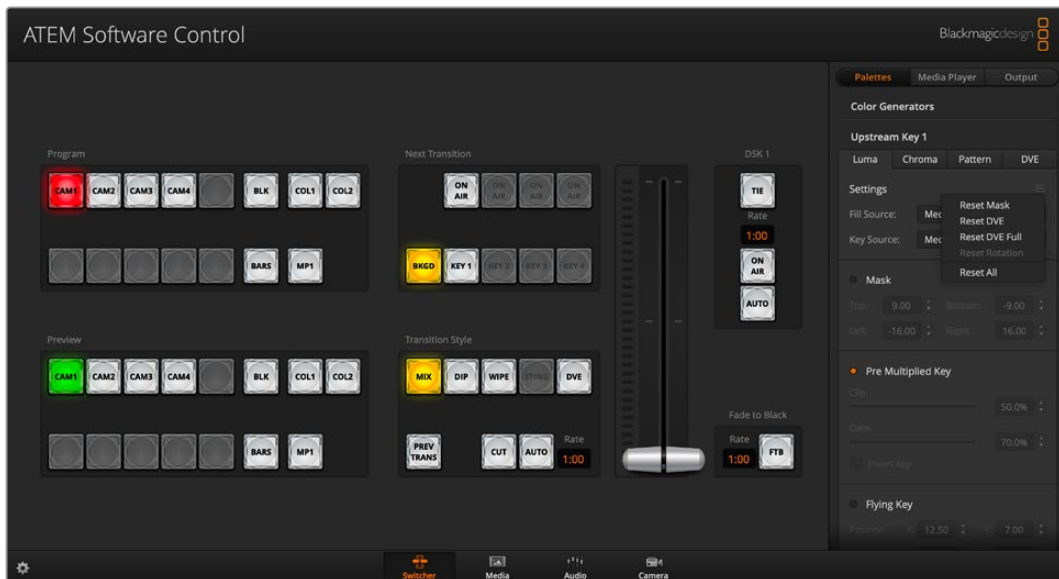 ATEM Software Control
Blackmagicdesign
Palettes Media Player Output
Color Generators
Upstream Key 1
Luma Chroma Pattern DVE
Settings
Fill Source: Med
Key Source: Med
Reset Mask
Reset DVE
Reset DVE Full
Reset Rotation
Reset All
Mask
Top: 9.00 Bottom: -9.00
Left: -16.00 Right: 16.00
Pre Multiplied Key
Clip:
50.0%
Gain:
70.0%
Invert key
Flying Key
Position: X: 12.50 Y: 7.00
Program
CAM1 CAM2 CAM3 CAM4 BLK COL1 COL2
BARS MP1
Next Transition
ON AIR ON AIR ON AIR ON AIR
BKGD KEY 1 KEY 2 KEY 3 KEY 4
DSK 1
TIE
Rate
1:00
ON AIR
AUTO
Preview
CAM1 CAM2 CAM3 CAM4 BLK COL1 COL2
BARS MP1
Transition Style
MIX DIP WIPE STING DVE
PREV TRANS CUT AUTO Rate 1:00
Fade to Black
Rate
1:00 FTB
Switcher Media Audio Camera